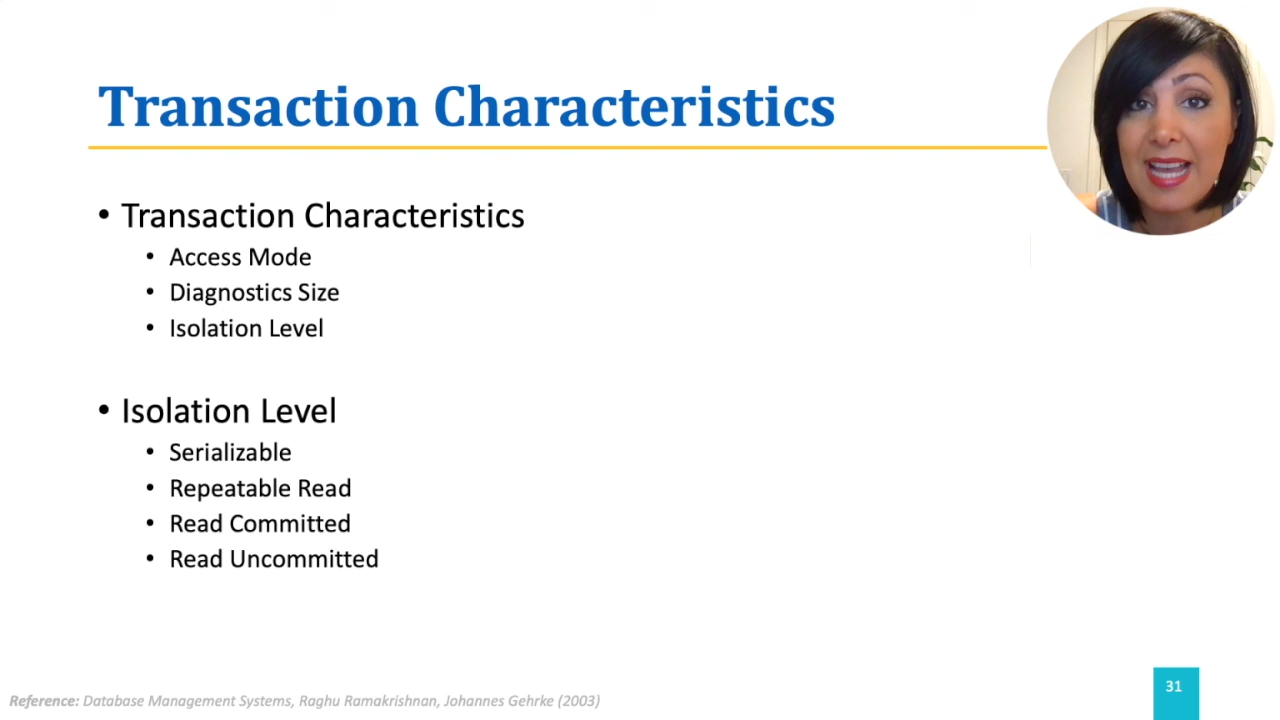 Transaction Characteristics
• Transaction Characteristics
• Access Mode
• Diagnostics Size
• Isolation Level
• Isolation Level
• Serializable
• Repeatable Read
• Read Committed
• Read Uncommitted
Reference: Database Management Systems, Raghu Ramakrishnan, Johannes Gehrke (2003)
31